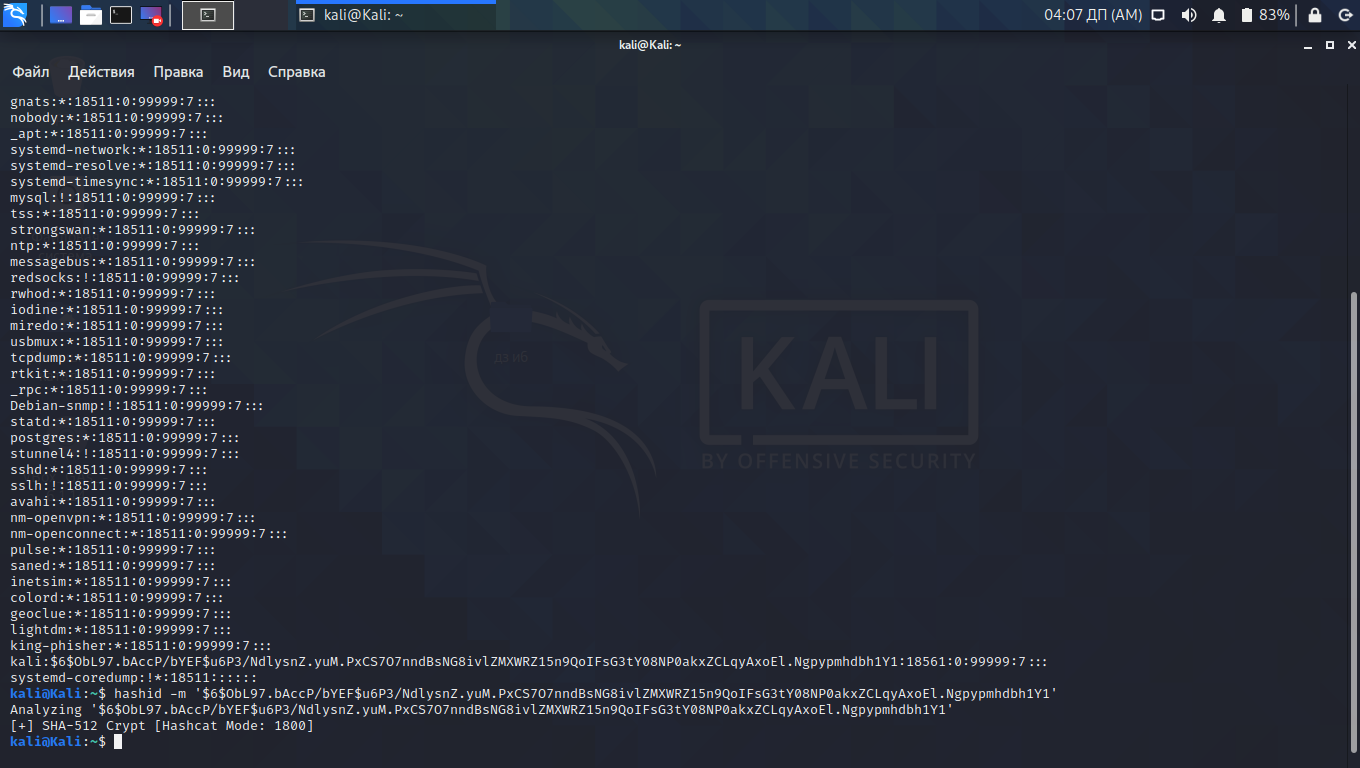 kali@Kali: ~
04:07 ДП (AM)
83%
kali@Kali: ~
Файл Действия Правка Вид Справка
gnats:*:18511:0:99999:7:::
nobody:*:18511:0:99999:7:::
_apt:*:18511:0:99999:7:::
systemd-network:*:18511:0:99999:7:::
systemd-resolve:*:18511:0:99999:7:::
systemd-timesync:*:18511:0:99999:7:::
mysql:!:18511:0:99999:7:::
tss:*:18511:0:99999:7:::
strongswan:*:18511:0:99999:7:::
ntp:*:18511:0:99999:7:::
messagebus:*:18511:0:99999:7:::
redsocks:!:18511:0:99999:7:::
rwhod:*:18511:0:99999:7:::
iodine:*:18511:0:99999:7:::
miredo:*:18511:0:99999:7:::
usbmux:*:18511:0:99999:7:::
tcpdump:*:18511:0:99999:7:::
rtkit:*:18511:0:99999:7:::
_rpc:*:18511:0:99999:7:::
Debian-snmp:!:18511:0:99999:7:::
statd:*:18511:0:99999:7:::
postgres:*:18511:0:99999:7:::
stunnel4:!:18511:0:99999:7:::
sshd:*:18511:0:99999:7:::
sslh:!:18511:0:99999:7:::
avahi:*:18511:0:99999:7:::
nm-openvpn:*:18511:0:99999:7:::
nm-openconnect:*:18511:0:99999:7:::
pulse:*:18511:0:99999:7:::
saned:*:18511:0:99999:7:::
inetsim:*:18511:0:99999:7:::
colord:*:18511:0:99999:7:::
geoclue:*:18511:0:99999:7:::
lightdm:*:18511:0:99999:7:::
king-phisher:*:18511:0:99999:7:::
kali:$6$ObL97.bAccP/bYEF$u6P3/NdlysnZ.yuM.PxCS7O7nndBsNG8ivlZMXWRZ15n9QoIFsG3tY08NP0akxZCLqyAxoEl.Ngpypmhdbh1Y1:18561:0:99999:7:::
systemd-coredump:!*:18511::::::
kali@Kali:~$ hashid -m '$6$ObL97.bAccP/bYEF$u6P3/NdlysnZ.yuM.PxCS7O7nndBsNG8ivlZMXWRZ15n9QoIFsG3tY08NP0akxZCLqyAxoEl.Ngpypmhdbh1Y1'
Analyzing '$6$ObL97.bAccP/bYEF$u6P3/NdlysnZ.yuM.PxCS7O7nndBsNG8ivlZMXWRZ15n9QoIFsG3tY08NP0akxZCLqyAxoEl.Ngpypmhdbh1Y1'
[+] SHA-512 Crypt [Hashcat Mode: 1800]
kali@Kali:~$
дз иб
KALI
BY OFFENSIVE SECURITY